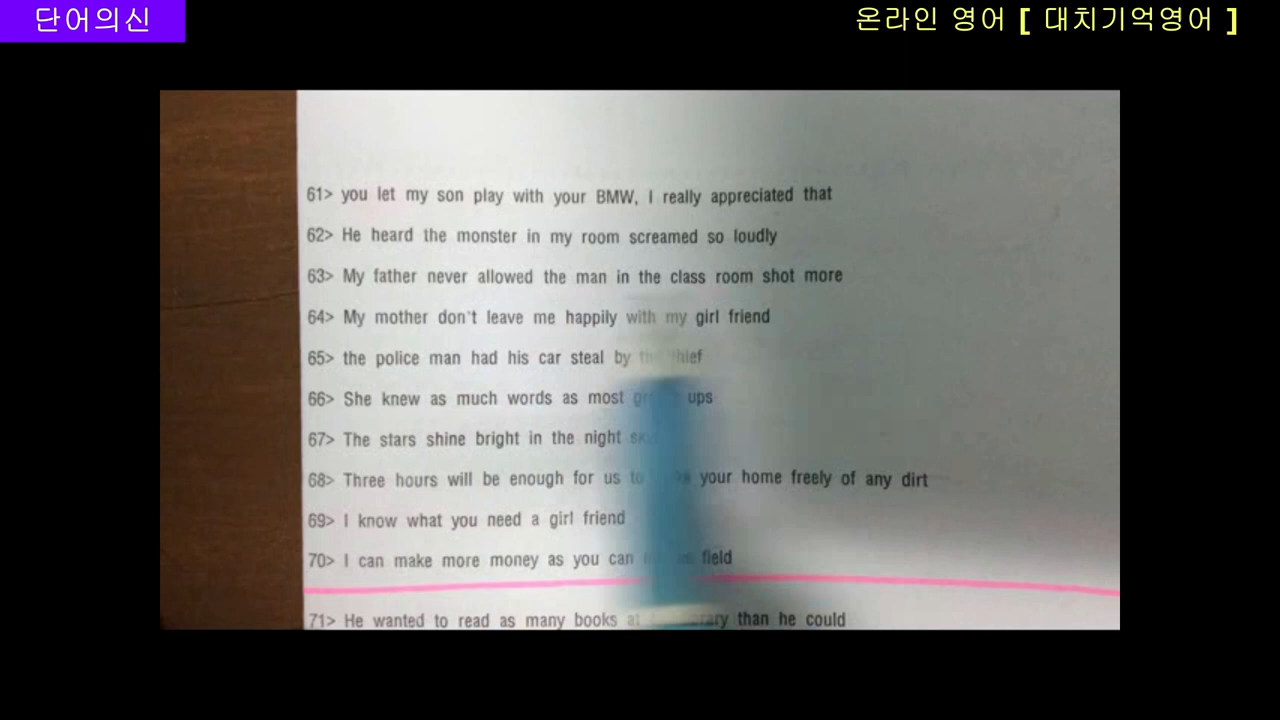 단어의신
온라인 영어 [ 대치기억영어 ]
61> you let my son play with your BMW, I really appreciated that
62> He heard the monster in my room screamed so loudly
63> My father never allowed the man in the class room shot more
64> My mother don't leave me happily with my girl friend
65> the police man had his car steal by the thief
66> She knew as much words as most ups
67> The stars shine bright in the night
68> Three hours will be enough for us to your home freely of any dirt
69> I know what you need a girl friend
70> I can make more money as you can field
71> He wanted to read as many books at than he could